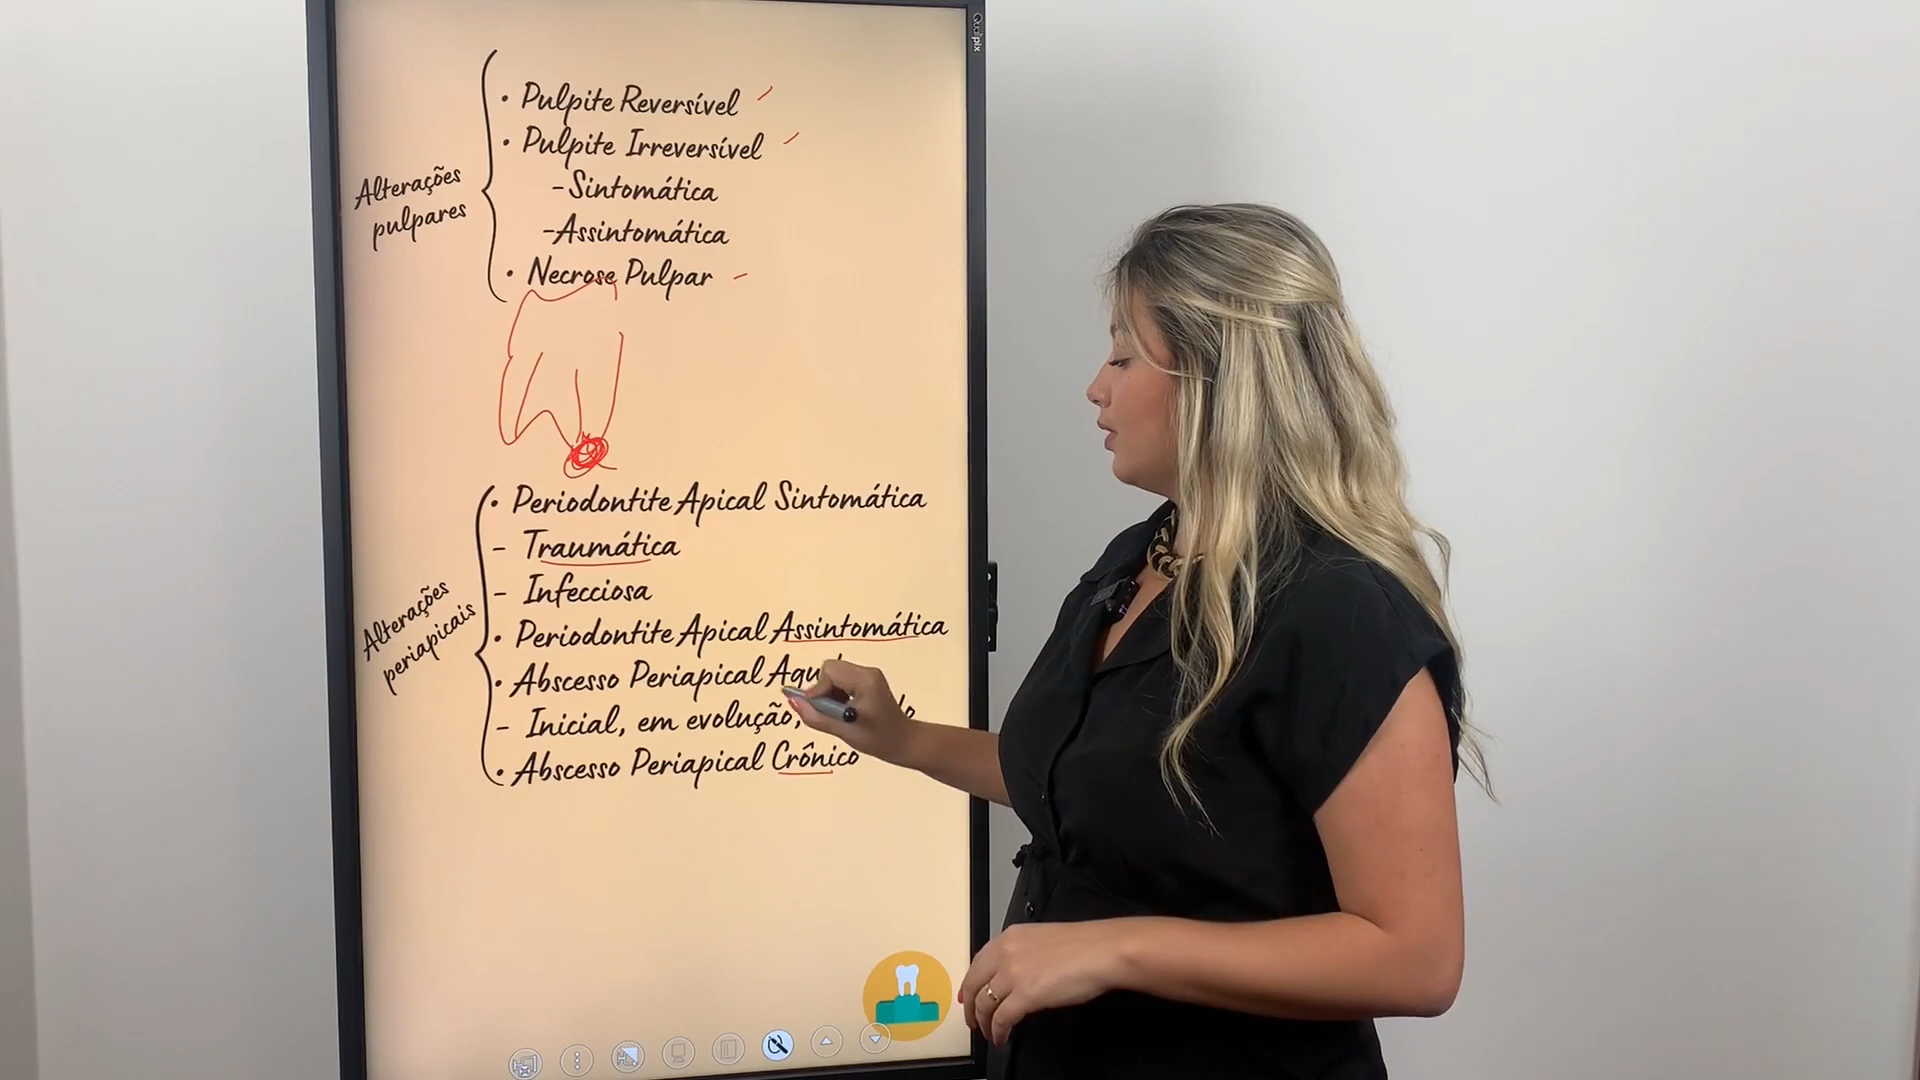 Qualipix
• Pulpite Reversível
• Pulpite Irreversível
-Sintomática
-Assintomática
• Necrose Pulpar
Alterações
pulpares
• Periodontite Apical Sintomática
- Traumática
- Infecciosa
• Periodontite Apical Assintomática
• Abscesso Periapical
- Inicial, em evolução,
• Abscesso Periapical Crônico
Alterações
periapicais